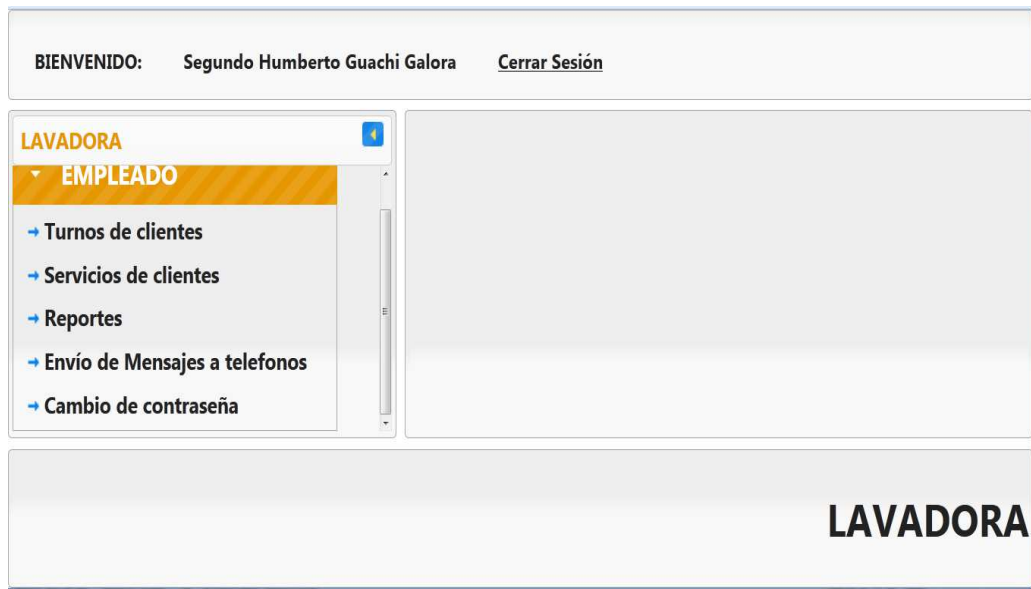 BIENVENIDO: Segundo Humberto Guachi Galora Cerrar Sesión
LAVADORA
EMPLEADO
Turnos de clientes
Servicios de clientes
Reportes
Envío de Mensajes a telefonos
Cambio de contraseña
LAVADORA